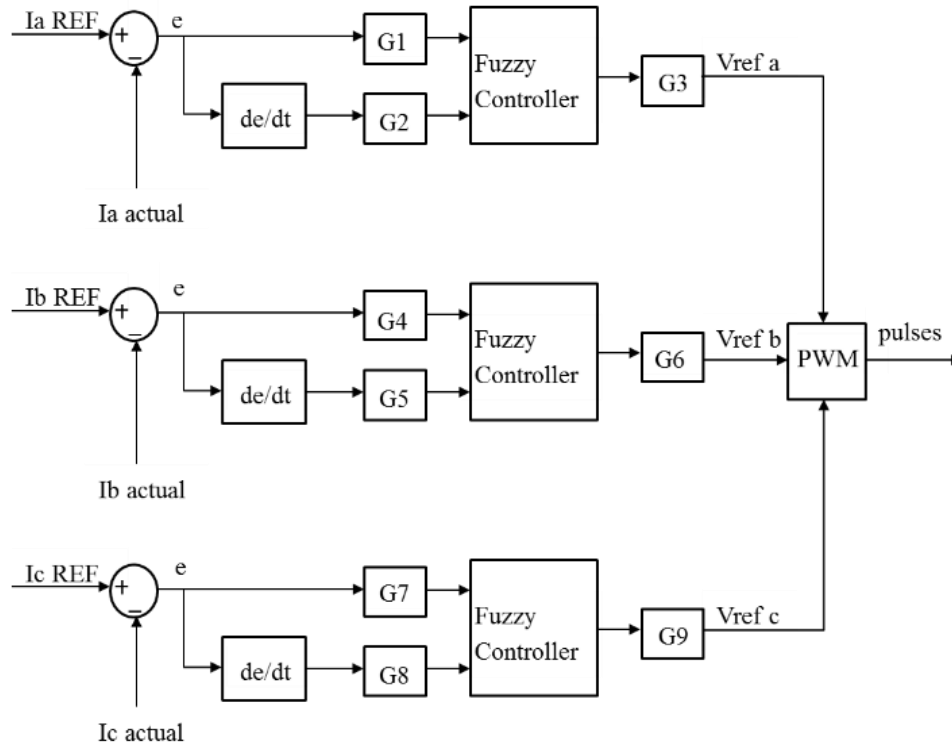 Ia REF
+
−
e
G1
Fuzzy
Controller
G3
Vref a
de/dt
G2
Ia actual
Ib REF
+
−
e
G4
Fuzzy
Controller
G6
Vref b
PWM
pulses
de/dt
G5
Ib actual
Ic REF
+
−
e
G7
Fuzzy
Controller
G9
Vref c
de/dt
G8
Ic actual